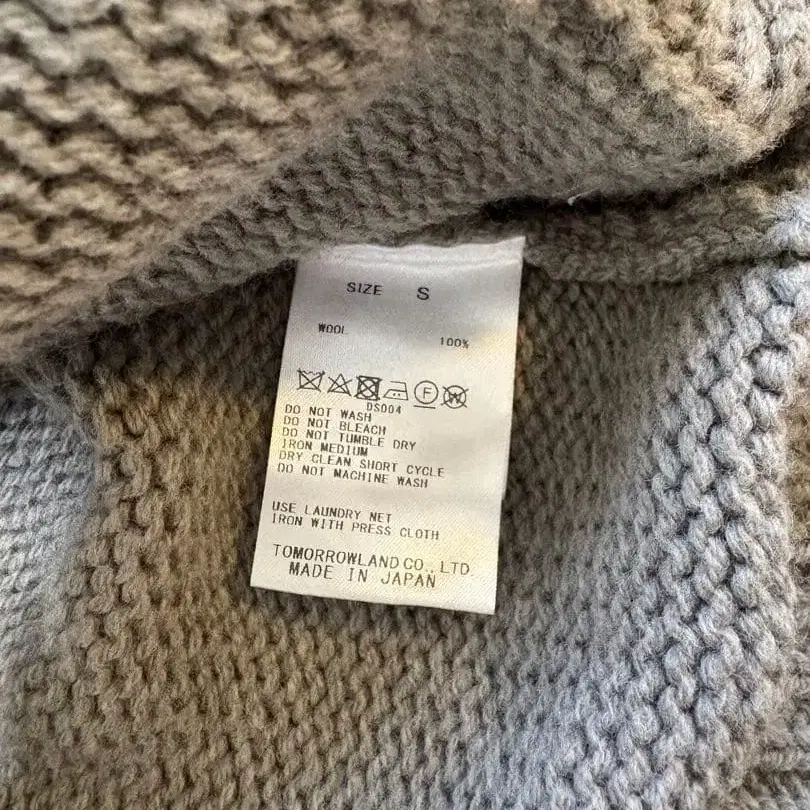 SIZE S
WOOL
100%
F W
DS004
DO NOT WASH
DO NOT BLEACH
DO NOT TUMBLE DRY
IRON MEDIUM
DRY CLEAN SHORT CYCLE
DO NOT MACHINE WASH
USE LAUNDRY NET
IRON WITH PRESS CLOTH
TOMORROWLAND CO., LTD.
MADE IN JAPAN